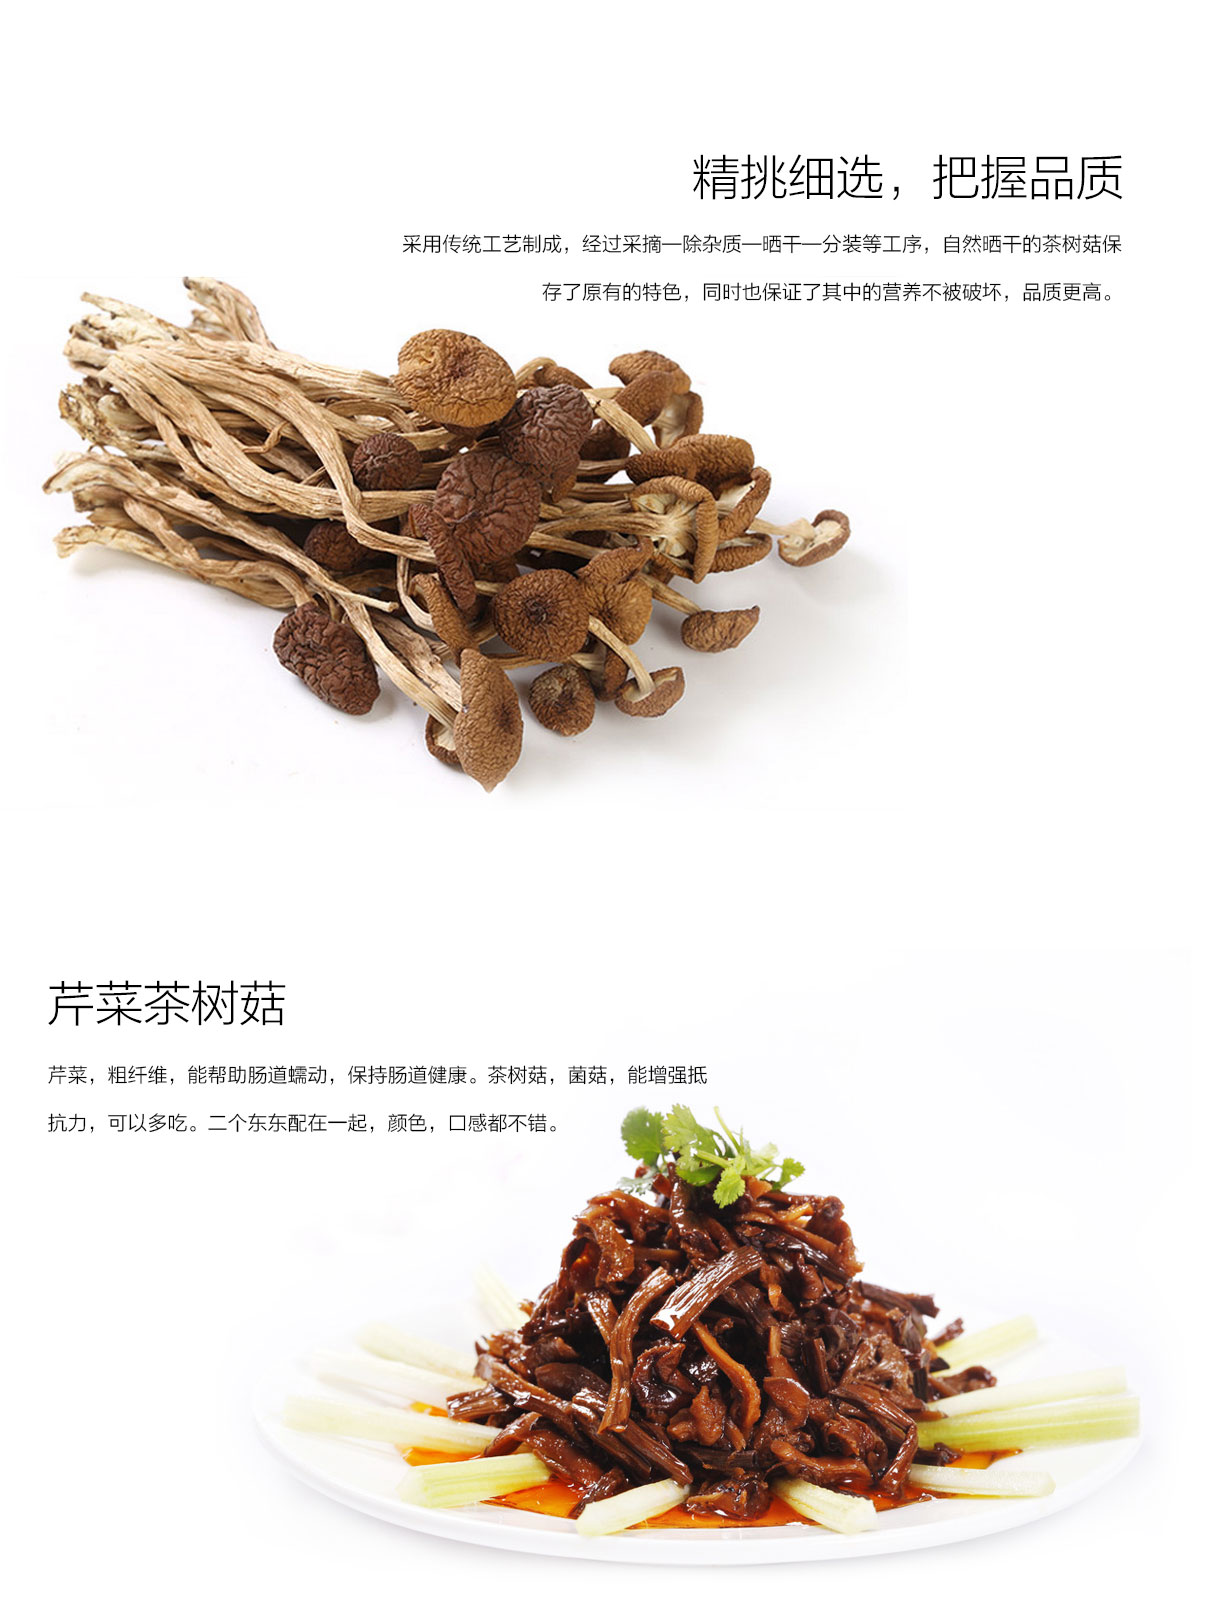 精挑细选，把握品质
采用传统工艺制成，经过采摘—除杂质—晒干—分装等工序，自然晒干的茶树菇保
存了原有的特色，同时也保证了其中的营养不被破坏，品质更高。
芹菜茶树菇
芹菜，粗纤维，能帮助肠道蠕动，保持肠道健康。茶树菇，菌菇，能增强抵
抗力，可以多吃。二个东东配在一起，颜色，口感都不错。